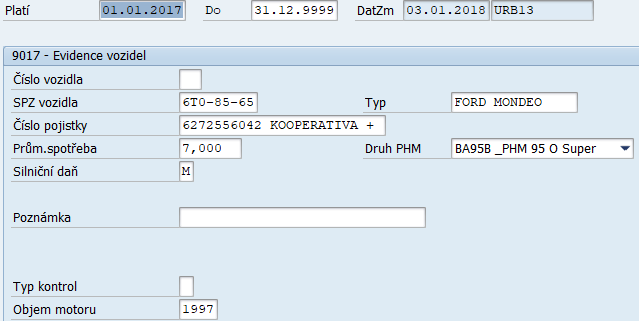 Platí 01.01.2017 Do 31.12.9999 DatZm 03.01.2018 URB13
9017 - Evidence vozidel
Číslo vozidla
SPZ vozidla 6T0-85-65 Typ FORD MONDEO
Číslo pojistky 6272556042 KOOPERATIVA +
Prům.spotřeba 7,000 Druh PHM BA95B _PHM 95 O Super
Silniční daň M
Poznámka
Typ kontrol
Objem motoru 1997